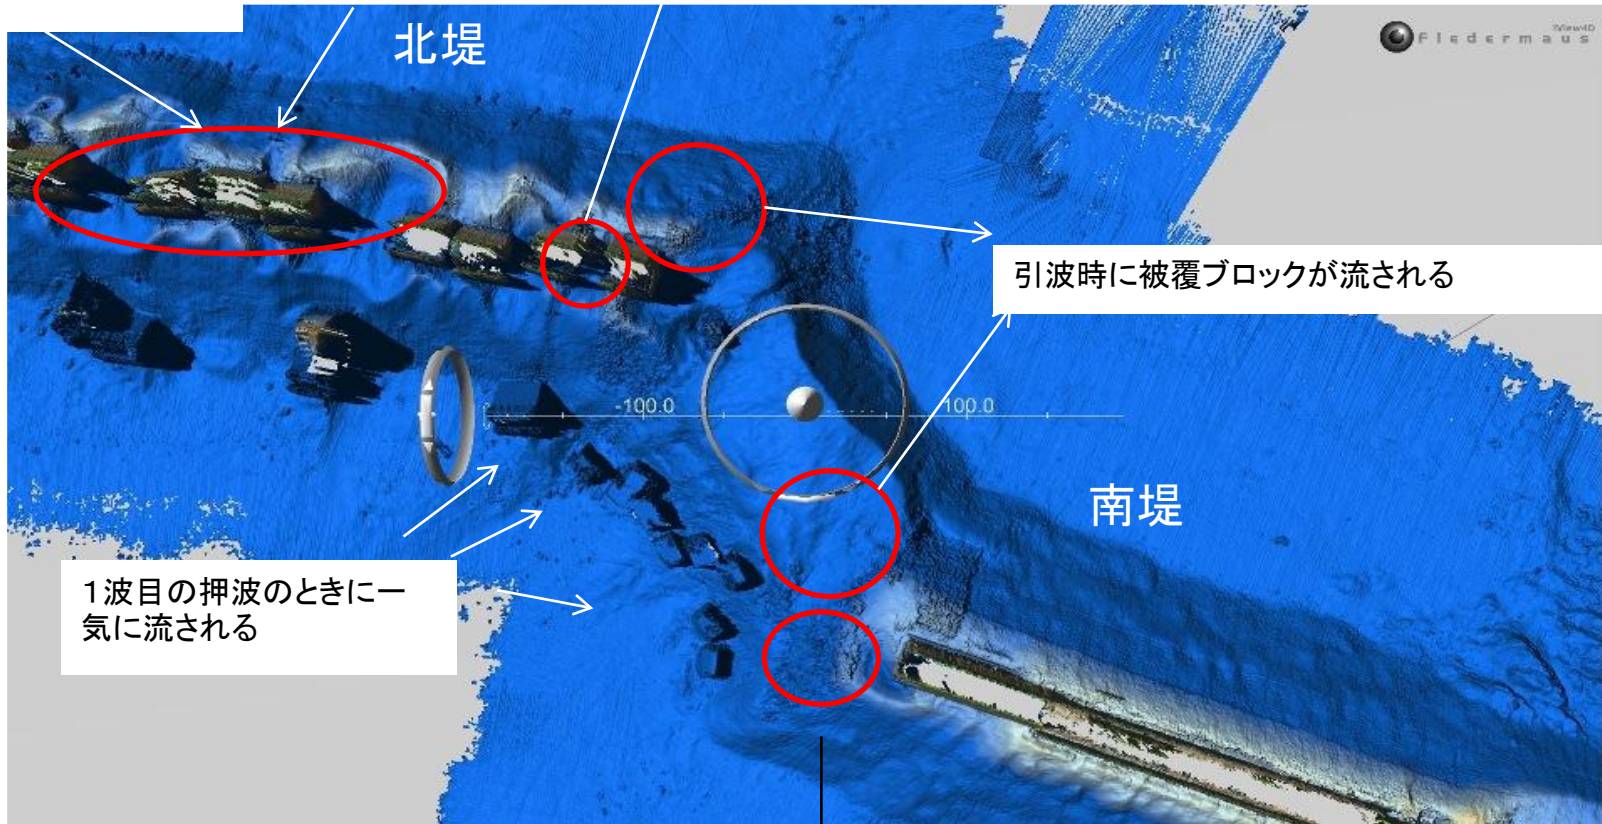 北堤
iView4D
Fledermaus
引波時に被覆ブロックが流される
-100.0
100.0
南堤
１波目の押波のときに一
気に流される